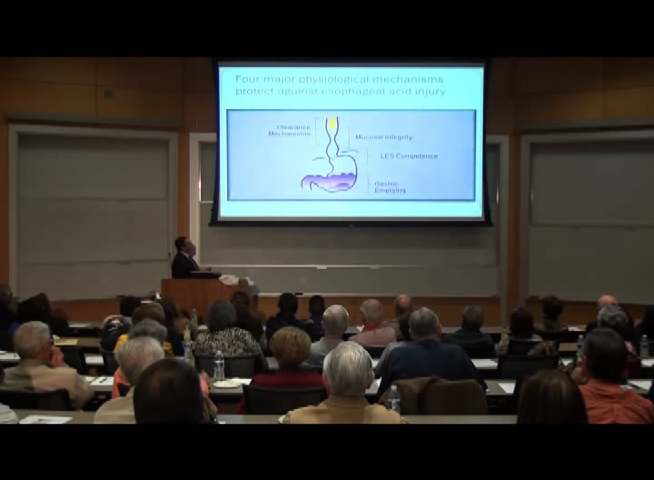 Four major physiological mechanisms
protect against esophageal acid injury
Clearance
Mechanisms
Mucosal Integrity
LES Competence
Gastric
Emptying